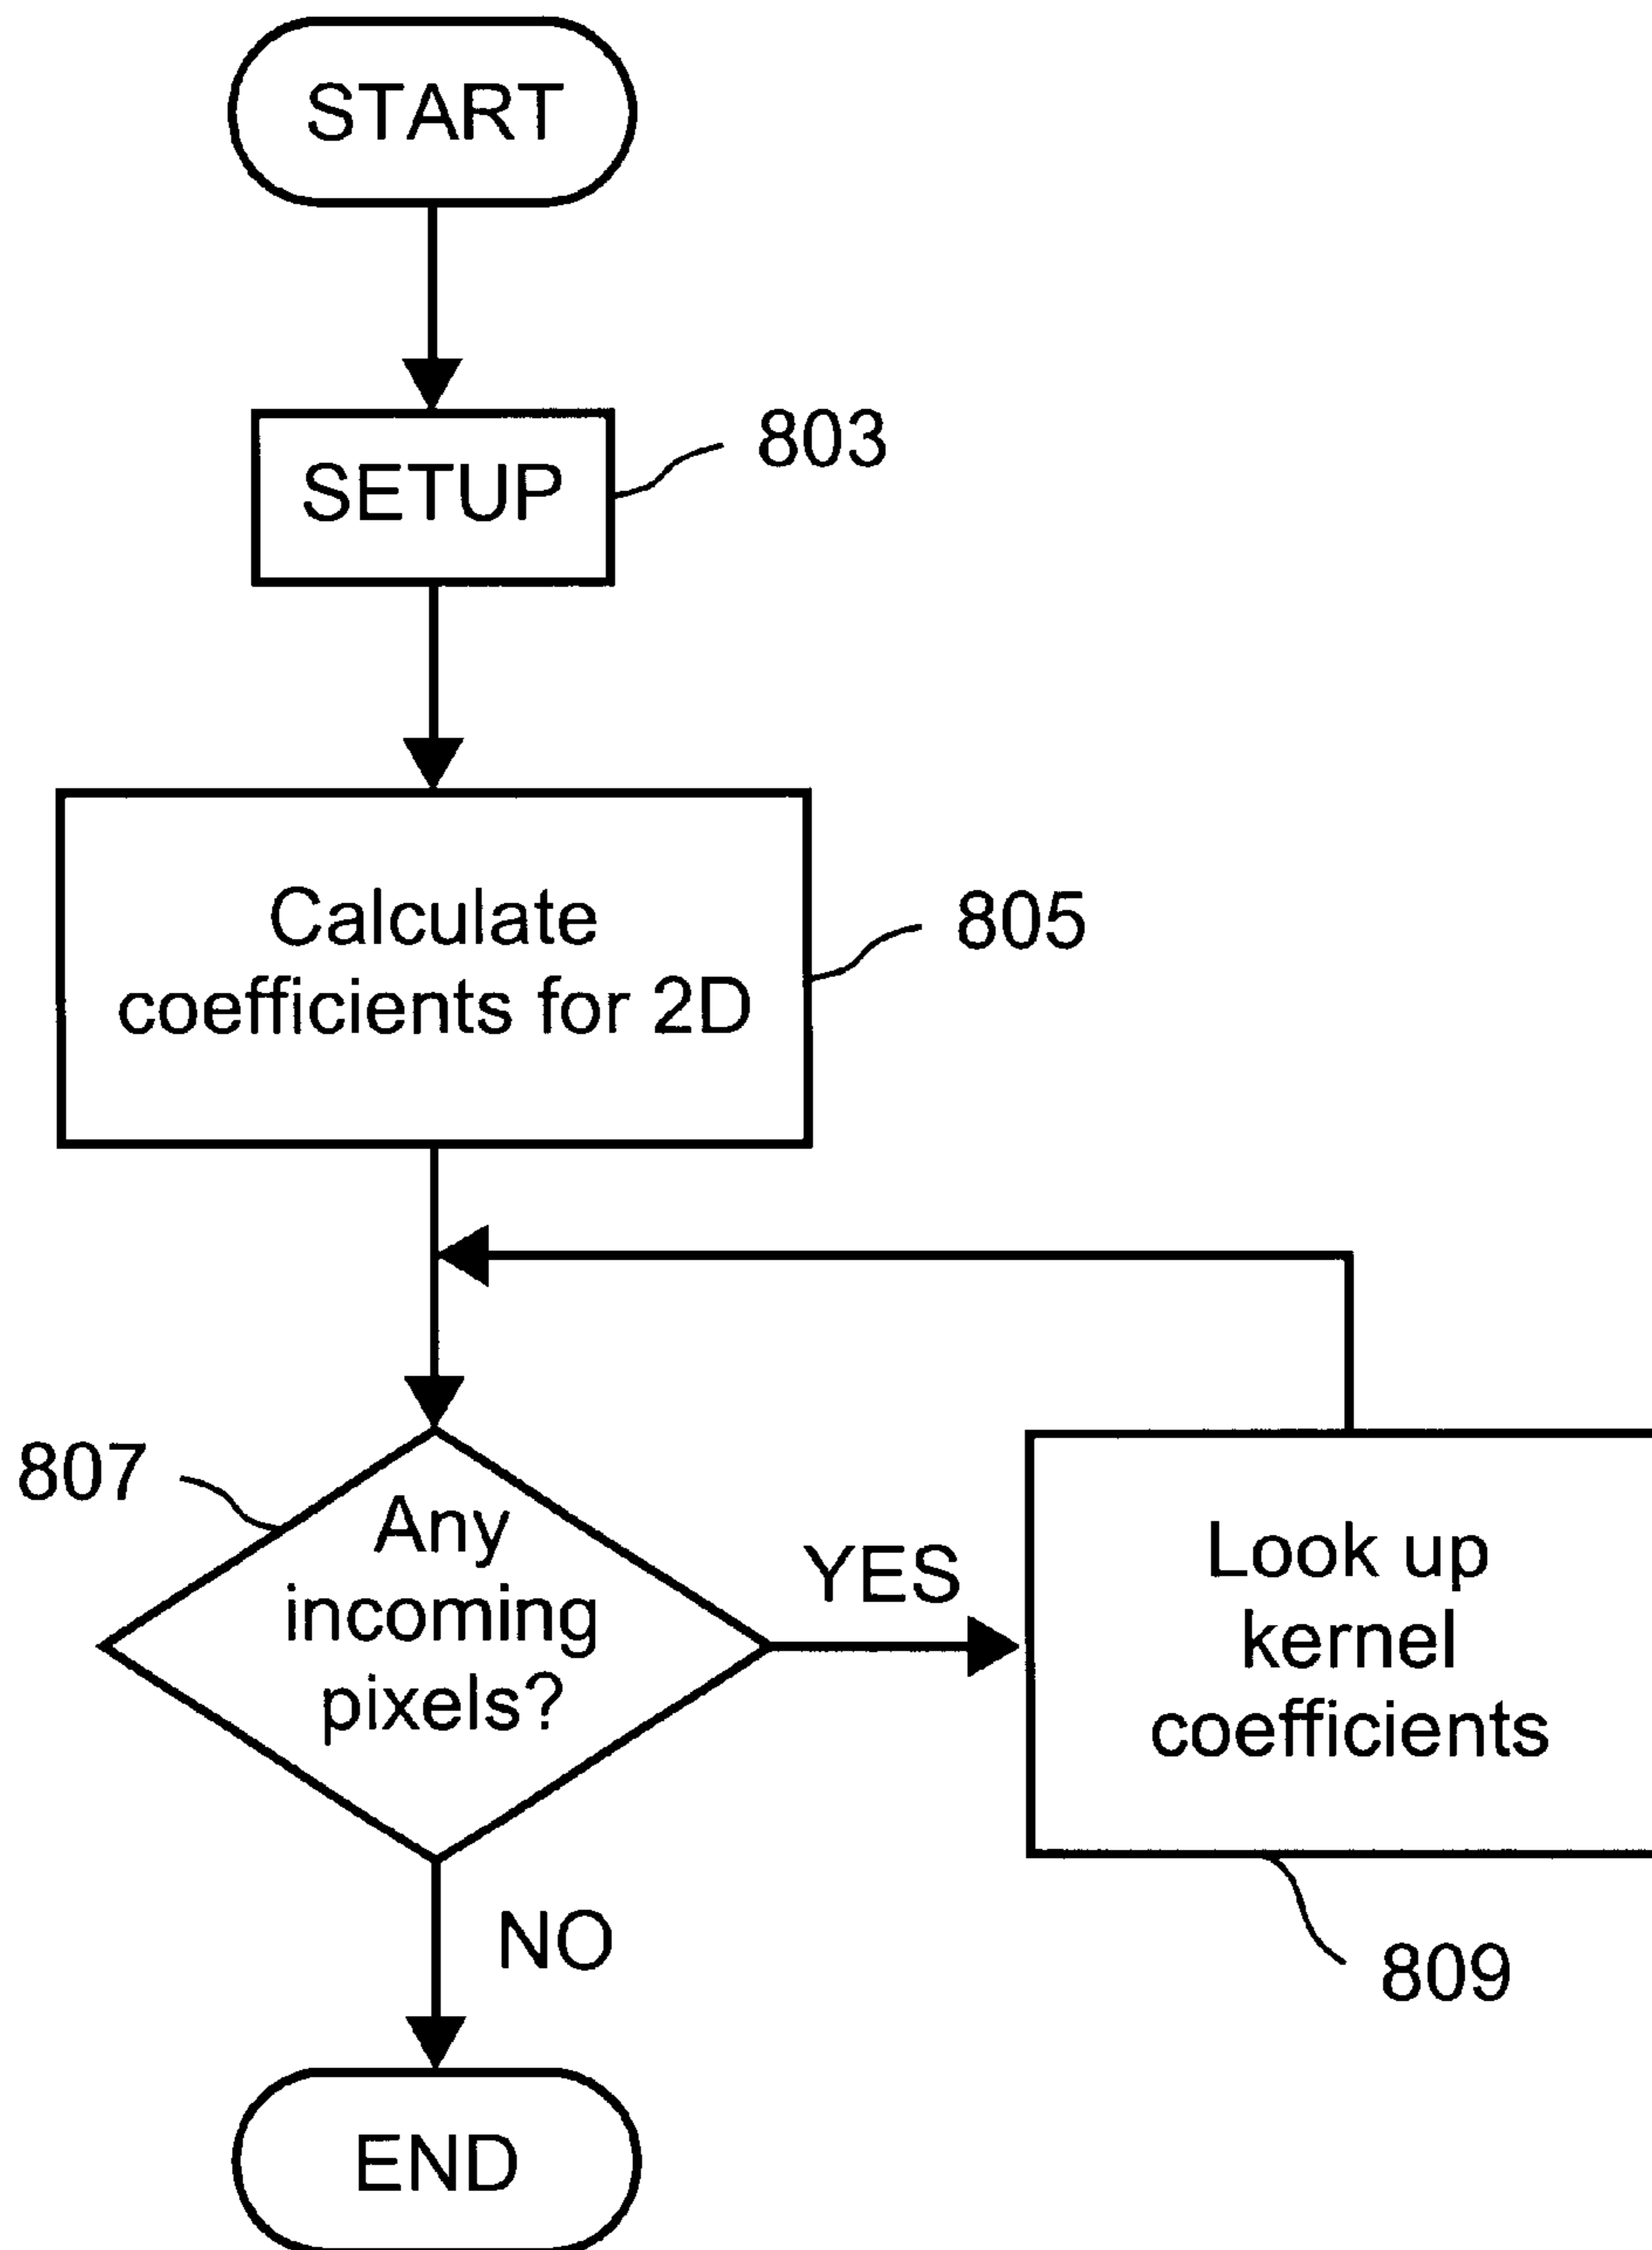 START
SETUP
803
Calculate
coefficients for 2D
805
807
Any
incoming
pixels?
YES
Look up
kernel
coefficients
NO
809
END